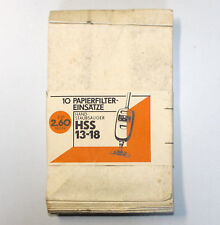 10 PAPIERFILTER-
EINSÄTZE
HAND-
STAUBSAUGER
HSS
13-18
2,60